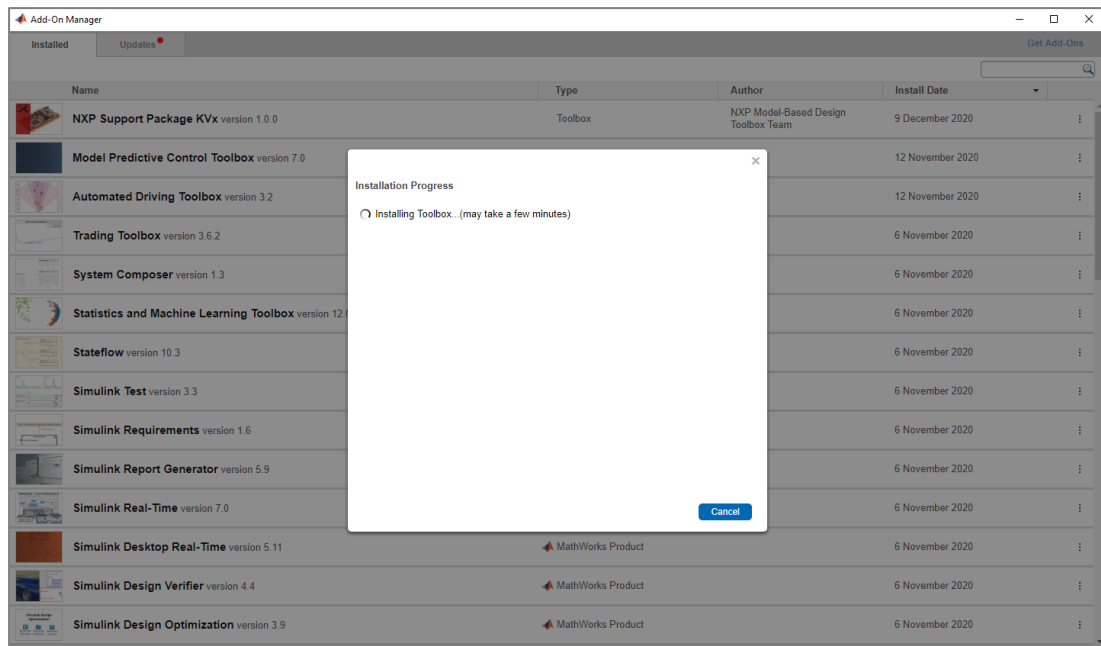 Add-On Manager
Installed
Updates
Get Add-Ons
Name Type Author Install Date
NXP Support Package KVx version 1.0.0 Toolbox NXP Model-Based Design Toolbox Team 9 December 2020
Model Predictive Control Toolbox version 7.0 12 November 2020
Installation Progress
Automated Driving Toolbox version 3.2 12 November 2020
Installing Toolbox...(may take a few minutes)
Trading Toolbox version 3.6.2 6 November 2020
System Composer version 1.3 6 November 2020
Statistics and Machine Learning Toolbox version 12. 6 November 2020
Stateflow version 10.3 6 November 2020
Simulink Test version 3.3 6 November 2020
Simulink Requirements version 1.6 6 November 2020
Simulink Report Generator version 5.9 6 November 2020
Simulink Real-Time version 7.0 6 November 2020
Cancel
Simulink Desktop Real-Time version 5.11 MathWorks Product 6 November 2020
Simulink Design Verifier version 4.4 MathWorks Product 6 November 2020
Simulink Design Optimization version 3.9 MathWorks Product 6 November 2020